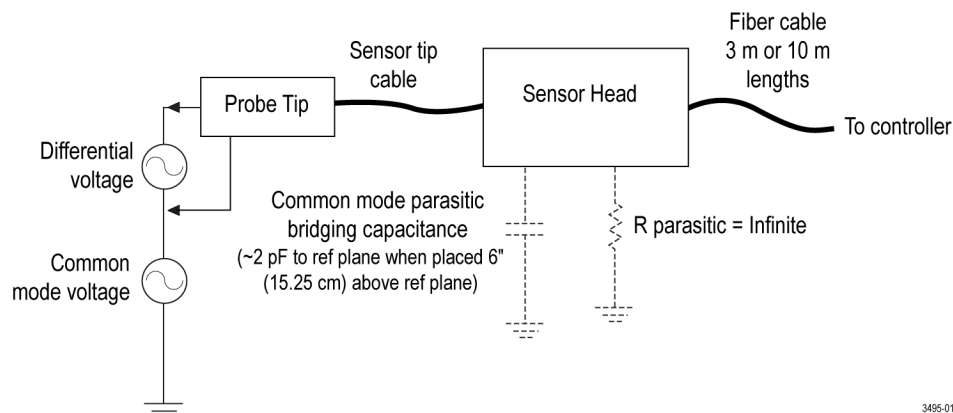 Fiber cable
3 m or 10 m
lengths
Sensor tip
cable
Probe Tip
Sensor Head
To controller
Differential
voltage
Common mode parasitic
bridging capacitance
(~2 pF to ref plane when placed 6"
(15.25 cm) above ref plane)
R parasitic = Infinite
Common
mode voltage
3495-01